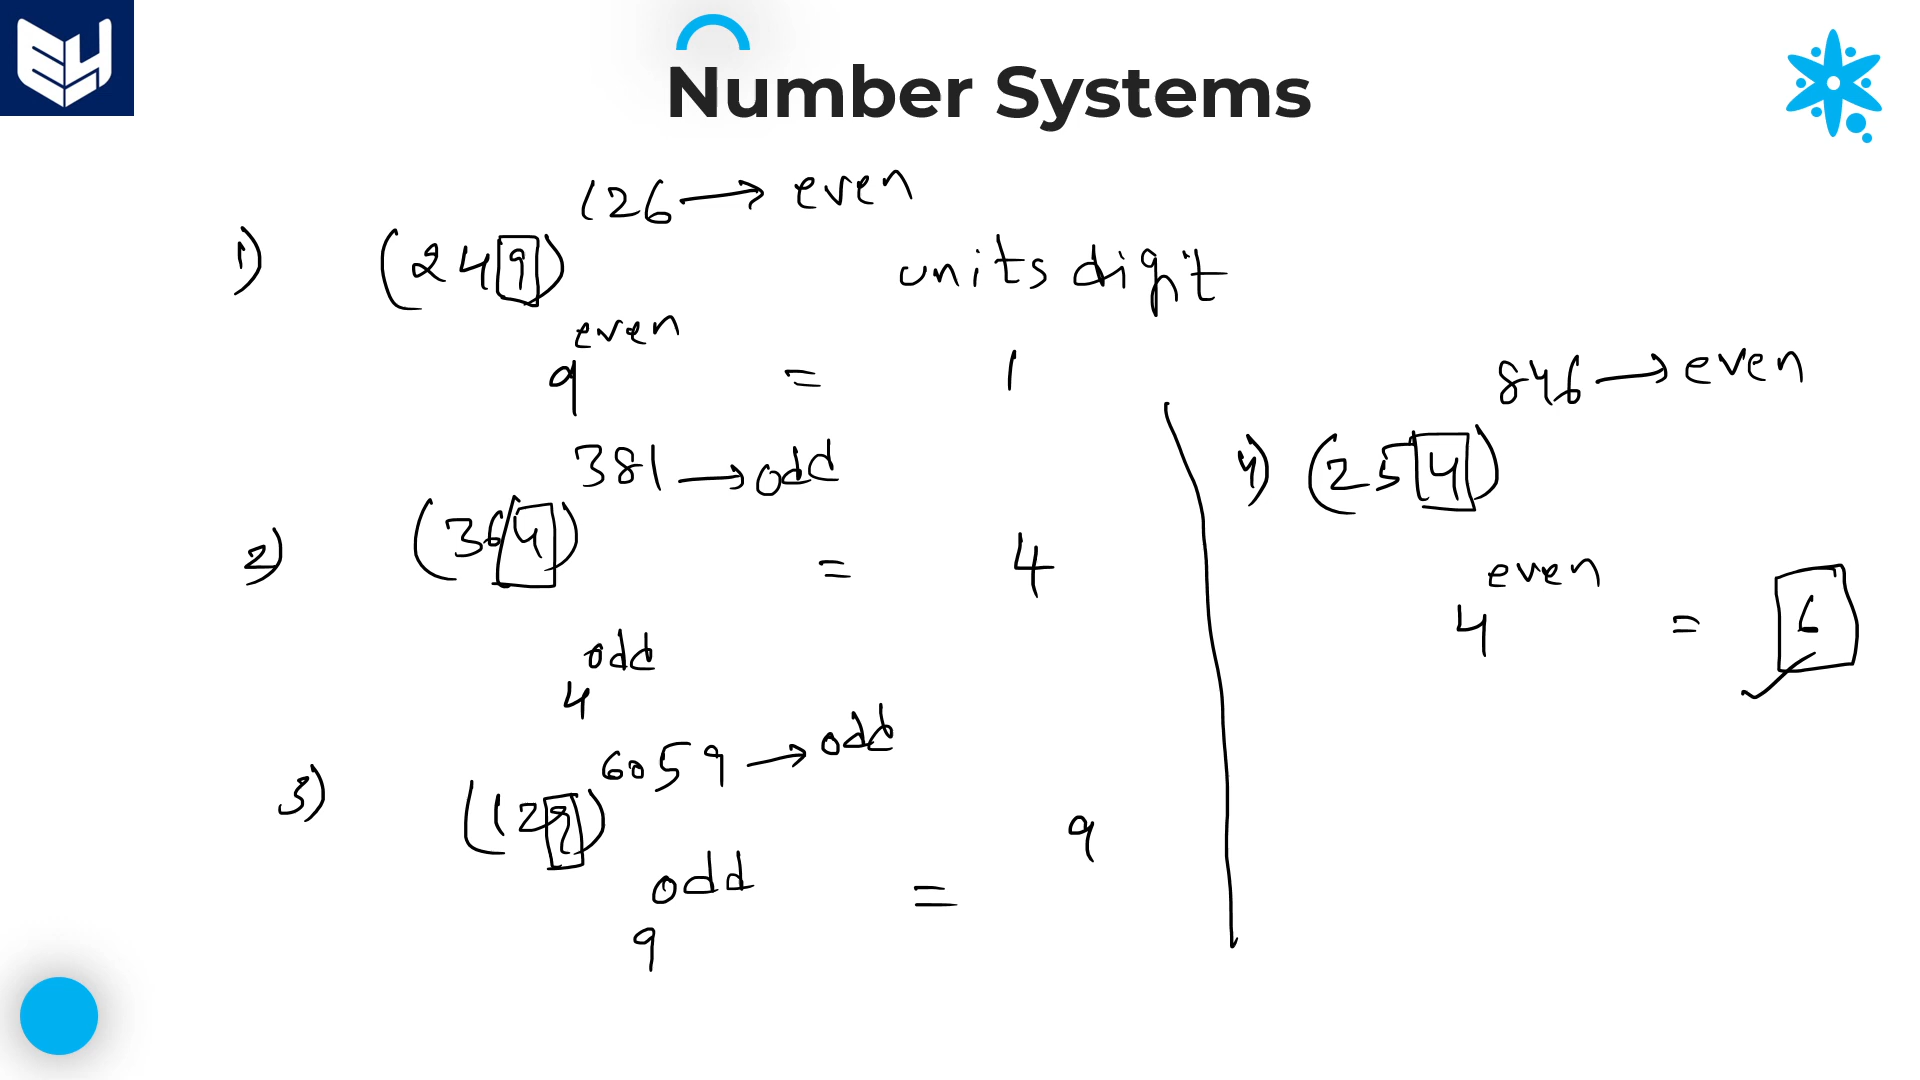 Number Systems
1) (249)^126 → even
units digit
9^even = 1
2) (364)^381 → odd
= 4
4^odd
3) (129)^6059 → odd
9^odd = 9
4) (254)^846 → even
4^even = 6